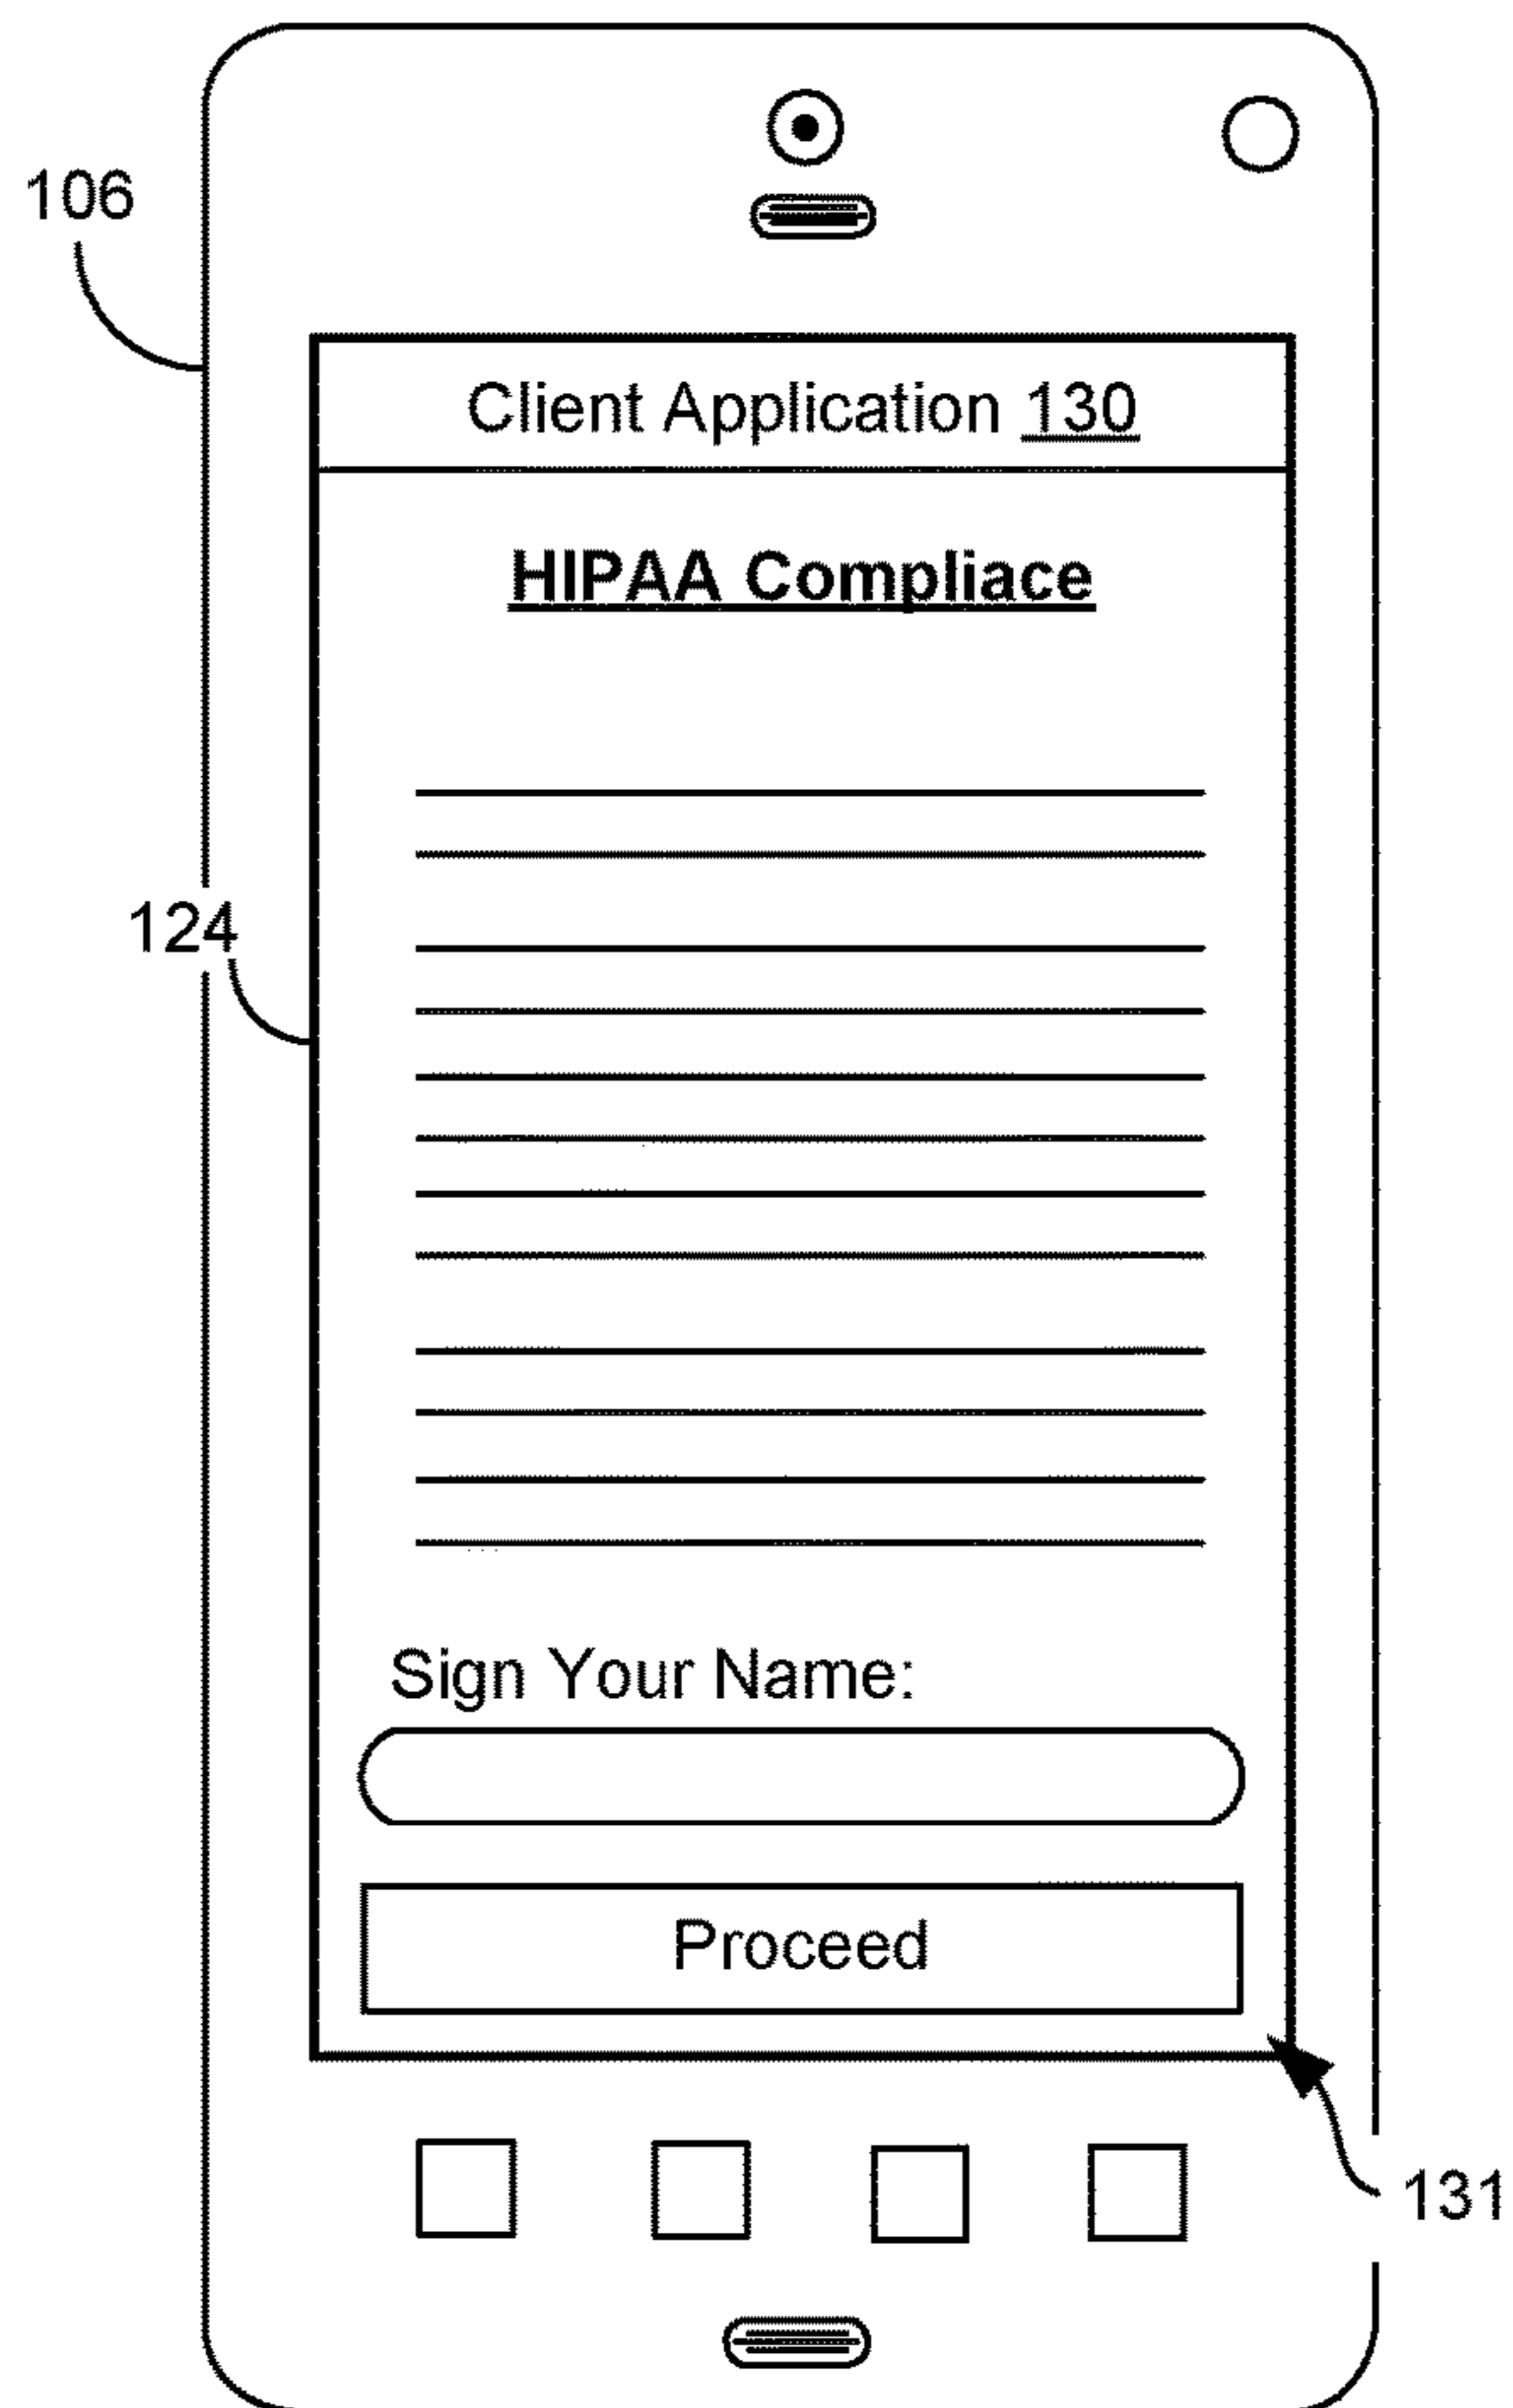 106
Client Application 130
HIPAA Compliace
124
Sign Your Name:
Proceed
131